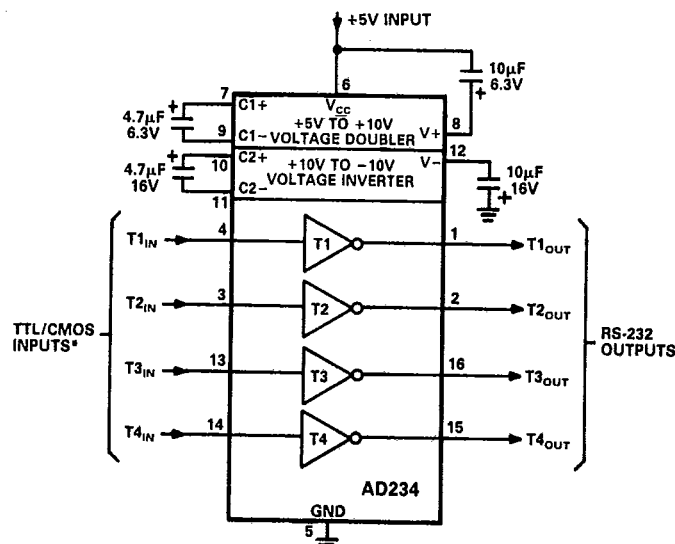 +5V INPUT
10µF
6.3V
+
6
7
C1+
VCC
+5V TO +10V
VOLTAGE DOUBLER
V+
8
+
4.7µF
6.3V
9
C1−
C2+
10
+10V TO −10V
VOLTAGE INVERTER
V−
12
+
4.7µF
16V
C2−
11
10µF
16V
+
TTL/CMOS
INPUTS*
T1IN
4
T1
1
T1OUT
T2IN
3
T2
2
T2OUT
T3IN
13
T3
16
T3OUT
T4IN
14
T4
15
T4OUT
RS-232
OUTPUTS
AD234
GND
5